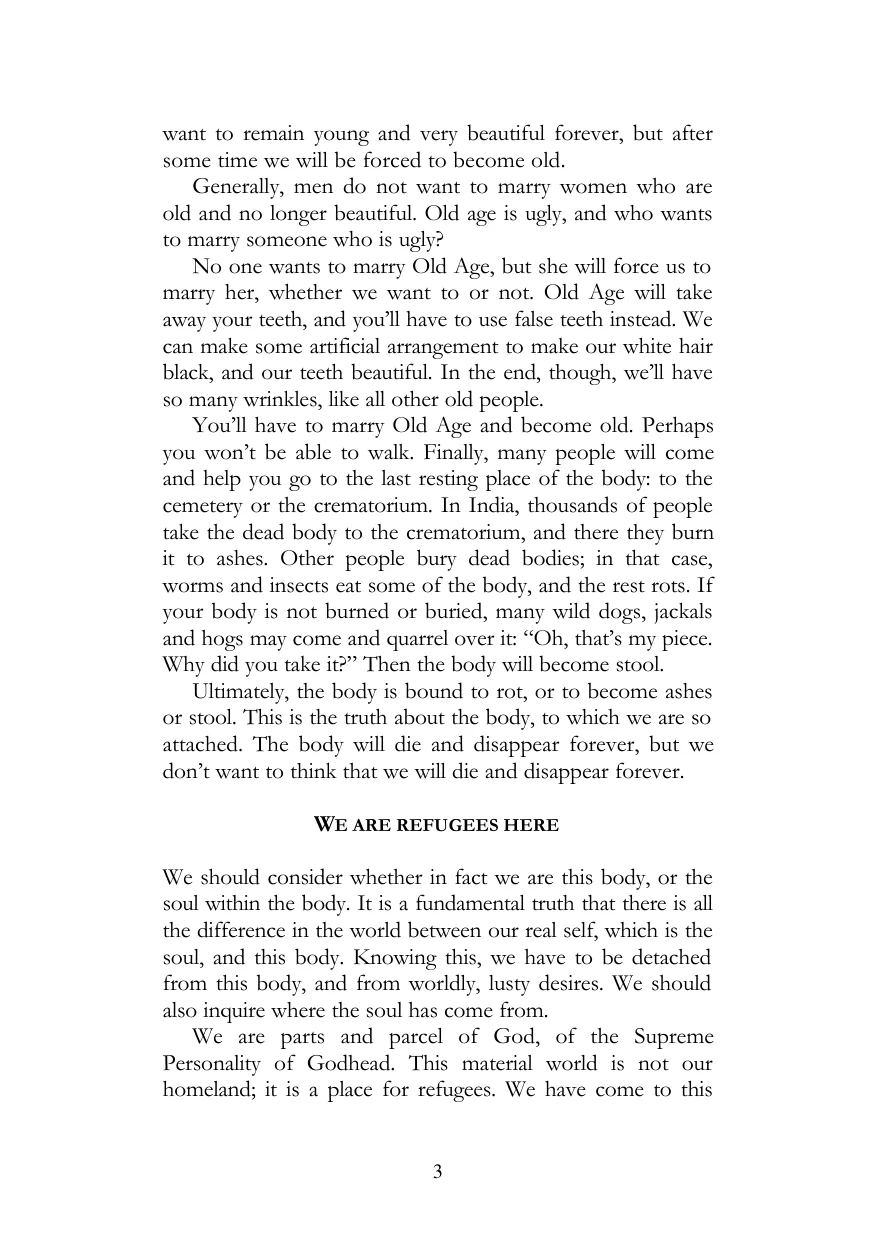 want to remain young and very beautiful forever, but after
some time we will be forced to become old.
Generally, men do not want to marry women who are
old and no longer beautiful. Old age is ugly, and who wants
to marry someone who is ugly?
No one wants to marry Old Age, but she will force us to
marry her, whether we want to or not. Old Age will take
away your teeth, and you’ll have to use false teeth instead. We
can make some artificial arrangement to make our white hair
black, and our teeth beautiful. In the end, though, we’ll have
so many wrinkles, like all other old people.
You’ll have to marry Old Age and become old. Perhaps
you won’t be able to walk. Finally, many people will come
and help you go to the last resting place of the body: to the
cemetery or the crematorium. In India, thousands of people
take the dead body to the crematorium, and there they burn
it to ashes. Other people bury dead bodies; in that case,
worms and insects eat some of the body, and the rest rots. If
your body is not burned or buried, many wild dogs, jackals
and hogs may come and quarrel over it: “Oh, that’s my piece.
Why did you take it?” Then the body will become stool.
Ultimately, the body is bound to rot, or to become ashes
or stool. This is the truth about the body, to which we are so
attached. The body will die and disappear forever, but we
don’t want to think that we will die and disappear forever.
WE ARE REFUGEES HERE
We should consider whether in fact we are this body, or the
soul within the body. It is a fundamental truth that there is all
the difference in the world between our real self, which is the
soul, and this body. Knowing this, we have to be detached
from this body, and from worldly, lusty desires. We should
also inquire where the soul has come from.
We are parts and parcel of God, of the Supreme
Personality of Godhead. This material world is not our
homeland; it is a place for refugees. We have come to this
3